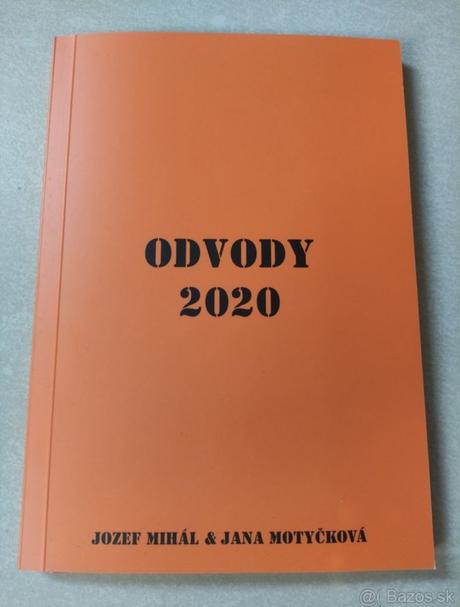 ODVODY
2020
JOZEF MIHÁL & JANA MOTYČKOVÁ
@( Bazos.sk